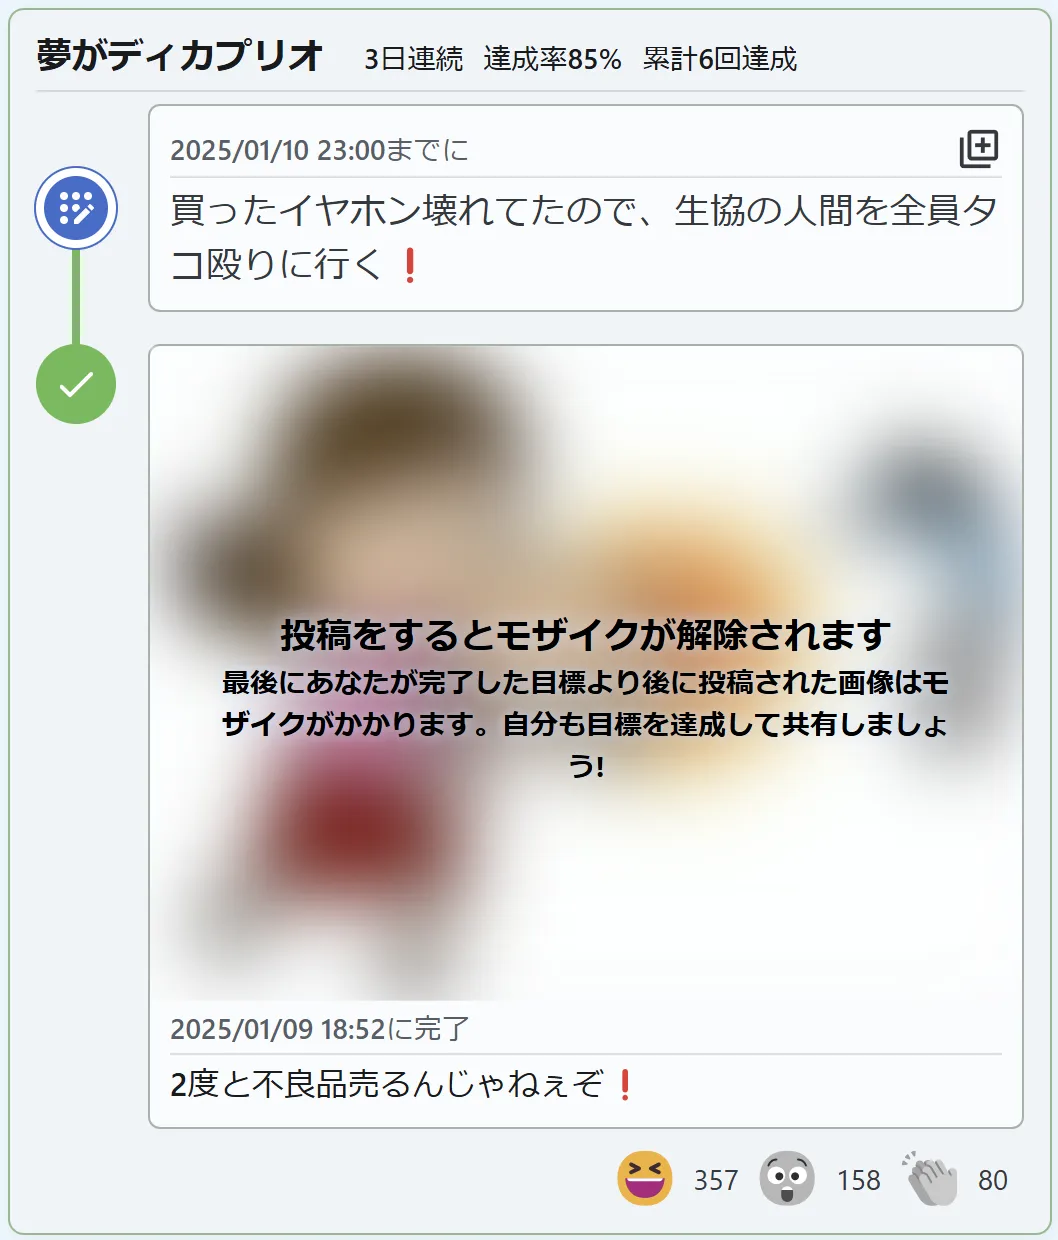 夢がディカプリオ 3日連続 達成率85% 累計6回達成
2025/01/10 23:00までに
買ったイヤホン壊れてたので、生協の人間を全員タ
コ殴りに行く❗
投稿をするとモザイクが解除されます
最後にあなたが完了した目標より後に投稿された画像はモ
ザイクがかかります。自分も目標を達成して共有しましょ
う!
2025/01/09 18:52に完了
2度と不良品売るんじゃねぇぞ❗
357 158 80